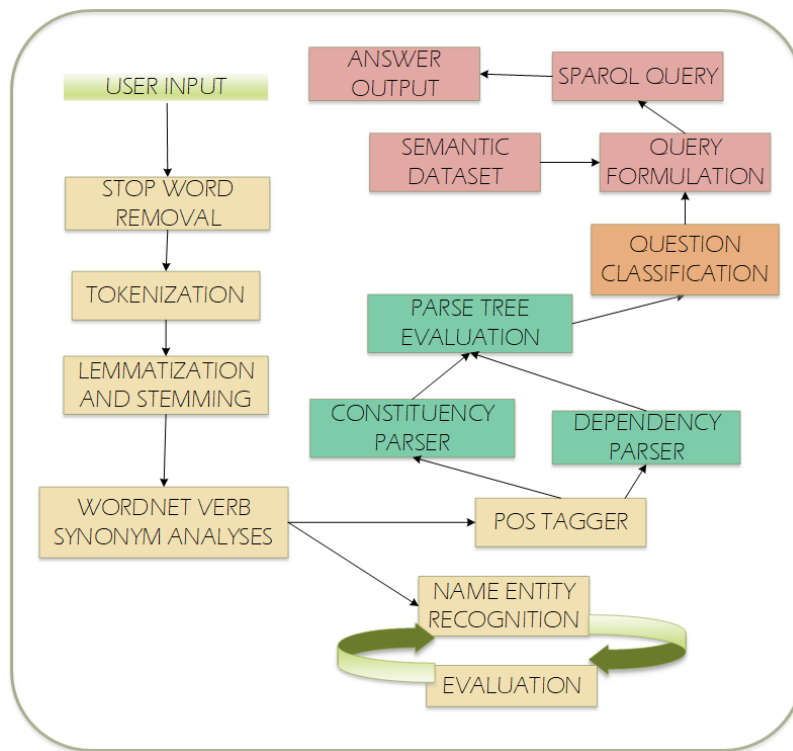 USER INPUT
STOP WORD
REMOVAL
TOKENIZATION
LEMMATIZATION
AND STEMMING
WORDNET VERB
SYNONYM ANALYSES
POS TAGGER
NAME ENTITY
RECOGNITION
EVALUATION
CONSTITUENCY
PARSER
DEPENDENCY
PARSER
PARSE TREE
EVALUATION
QUESTION
CLASSIFICATION
SEMANTIC
DATASET
QUERY
FORMULATION
SPARQL QUERY
ANSWER
OUTPUT